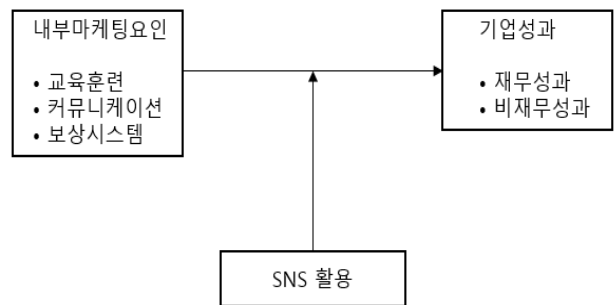 내부마케팅요인
• 교육훈련
• 커뮤니케이션
• 보상시스템
기업성과
• 재무성과
• 비재무성과
SNS 활용